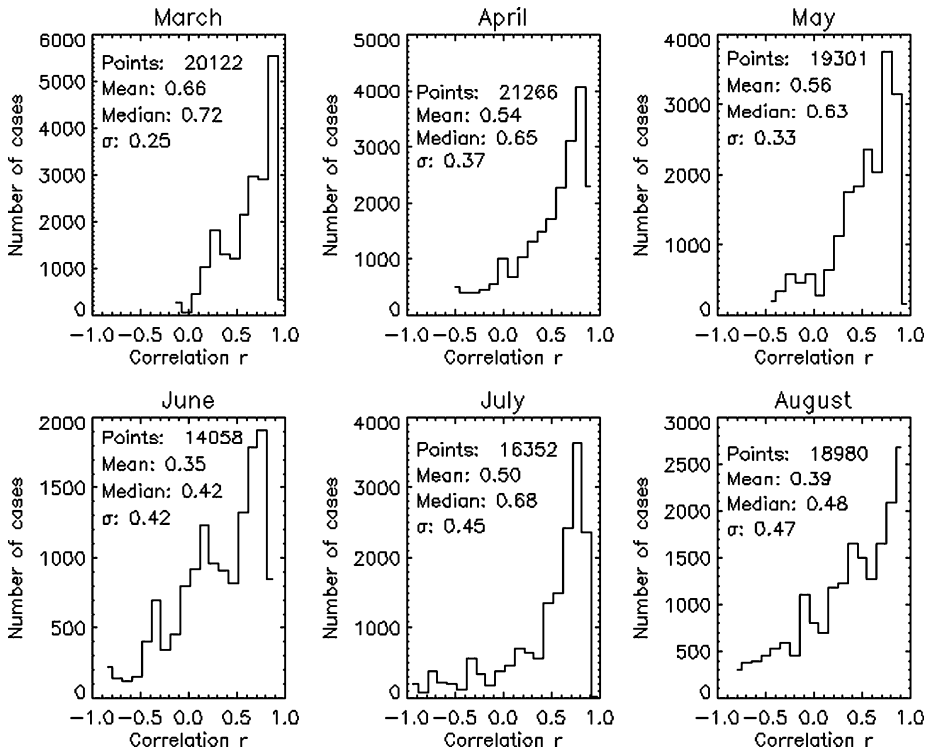 March
6000
5000
4000
3000
2000
1000
0
Number of cases
Points: 20122
Mean: 0.66
Median: 0.72
σ: 0.25
-1.0 -0.5 0.0 0.5 1.0
Correlation r
April
5000
4000
3000
2000
1000
0
Number of cases
Points: 21266
Mean: 0.54
Median: 0.65
σ: 0.37
-1.0 -0.5 0.0 0.5 1.0
Correlation r
May
4000
3000
2000
1000
0
Number of cases
Points: 19301
Mean: 0.56
Median: 0.63
σ: 0.33
-1.0 -0.5 0.0 0.5 1.0
Correlation r
June
2000
1500
1000
500
0
Number of cases
Points: 14058
Mean: 0.35
Median: 0.42
σ: 0.42
-1.0 -0.5 0.0 0.5 1.0
Correlation r
July
4000
3000
2000
1000
0
Number of cases
Points: 16352
Mean: 0.50
Median: 0.68
σ: 0.45
-1.0 -0.5 0.0 0.5 1.0
Correlation r
August
3000
2500
2000
1500
1000
500
0
Number of cases
Points: 18980
Mean: 0.39
Median: 0.48
σ: 0.47
-1.0 -0.5 0.0 0.5 1.0
Correlation r